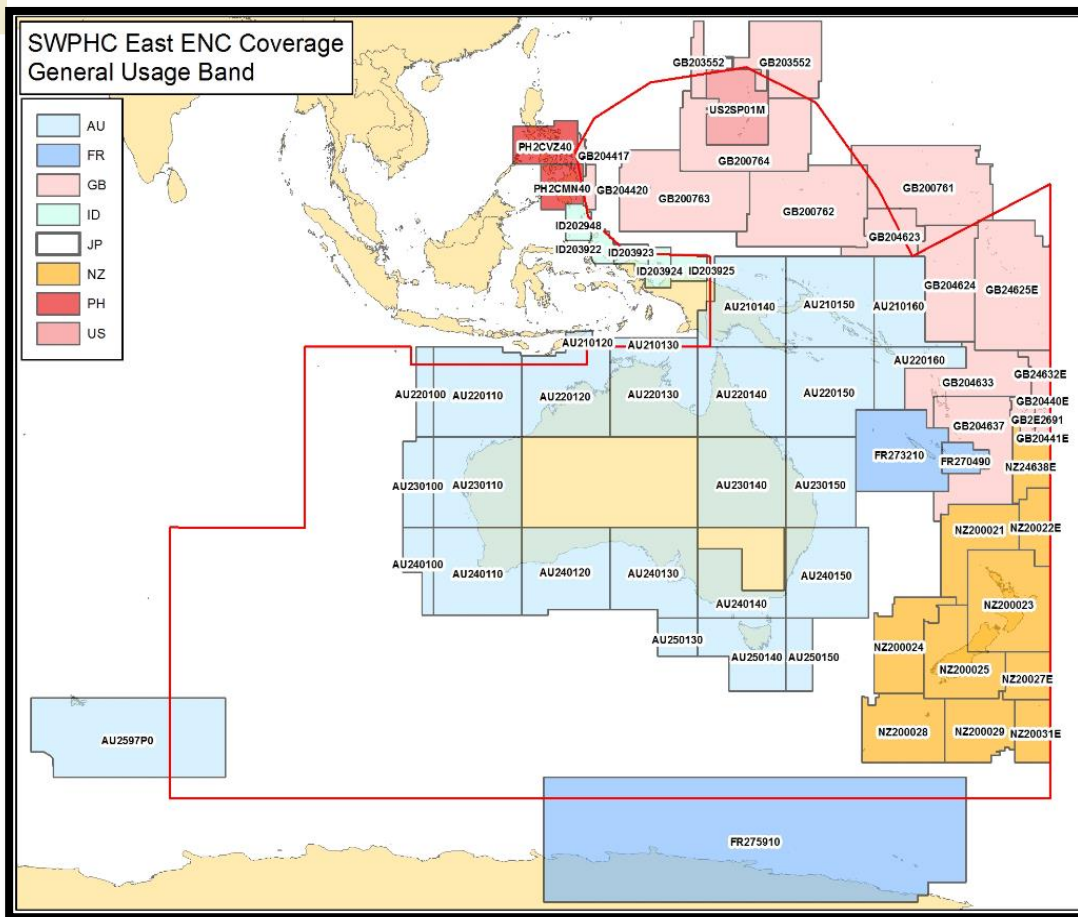 SWPHC East ENC Coverage
General Usage Band
AU
FR
GB
ID
JP
NZ
PH
US
GB203552
GB203552
US2SP01M
PH2CVZ40
GB204417
GB200764
PH2CMN40
GB204420
GB200763
GB200762
GB200761
ID202948
ID203922
ID203923
ID203924
ID203925
GB204623
GB204624
GB24625E
AU210140
AU210150
AU210160
AU210120
AU210130
AU220160
GB24632E
AU220100
AU220110
AU220120
AU220130
AU220140
AU220150
GB204633
GB20440E
GB204637
GB2E2691
GB20441E
FR273210
FR270490
NZ24638E
AU230100
AU230110
AU230140
AU230150
NZ200021
NZ20022E
AU240100
AU240110
AU240120
AU240130
AU240140
AU240150
NZ200023
AU250130
AU250140
AU250150
NZ200024
NZ200025
NZ20027E
NZ200028
NZ200029
NZ20031E
AU2597P0
FR275910